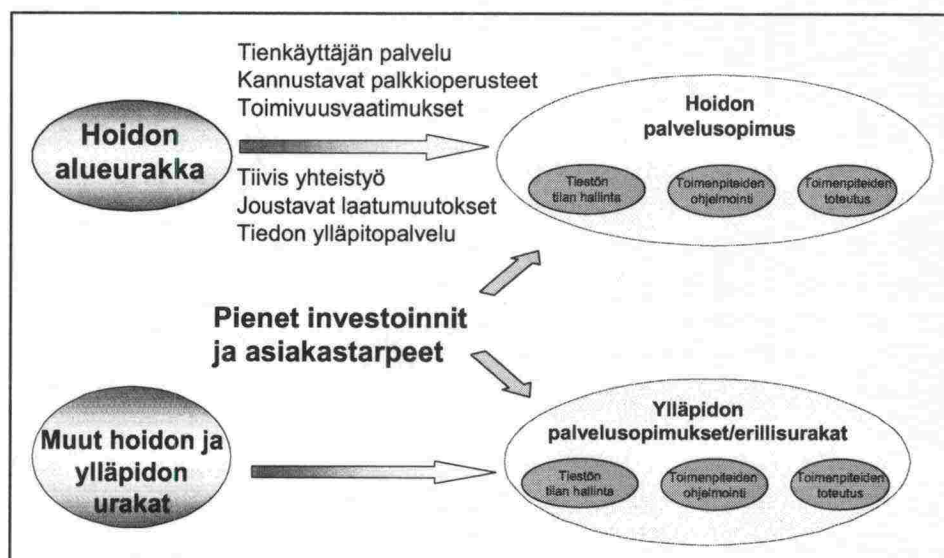 Tienkäyttäjän palvelu
Kannustavat palkkioperusteet
Toimivuusvaatimukset
Hoidon
alueurakka
Tiivis yhteistyö
Joustavat laatumuutokset
Tiedon ylläpitopalvelu
Hoidon
palvelusopimus
Tiestön
tilan hallinta
Toimenpiteiden
ohjelmointi
Toimenpiteiden
toteutus
Pienet investoinnit
ja asiakastarpeet
Muut hoidon ja
ylläpidon
urakat
Ylläpidon
palvelusopimukset/erillisurakat
Tiestön
tilan hallinta
Toimenpiteiden
ohjelmointi
Toimenpiteiden
toteutus